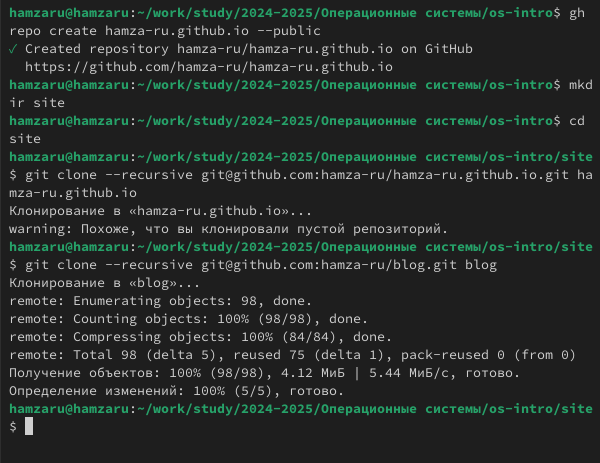 hamzaru@hamzaru:~/work/study/2024-2025/Операционные системы/os-intro$ gh
repo create hamza-ru.github.io --public
✓ Created repository hamza-ru/hamza-ru.github.io on GitHub
  https://github.com/hamza-ru/hamza-ru.github.io
hamzaru@hamzaru:~/work/study/2024-2025/Операционные системы/os-intro$ mkd
ir site
hamzaru@hamzaru:~/work/study/2024-2025/Операционные системы/os-intro$ cd
site
hamzaru@hamzaru:~/work/study/2024-2025/Операционные системы/os-intro/site
$ git clone --recursive git@github.com:hamza-ru/hamza-ru.github.io.git ha
mza-ru.github.io
Клонирование в «hamza-ru.github.io»...
warning: Похоже, что вы клонировали пустой репозиторий.
hamzaru@hamzaru:~/work/study/2024-2025/Операционные системы/os-intro/site
$ git clone --recursive git@github.com:hamza-ru/blog.git blog
Клонирование в «blog»...
remote: Enumerating objects: 98, done.
remote: Counting objects: 100% (98/98), done.
remote: Compressing objects: 100% (84/84), done.
remote: Total 98 (delta 5), reused 75 (delta 1), pack-reused 0 (from 0)
Получение объектов: 100% (98/98), 4.12 МиБ | 5.44 МиБ/с, готово.
Определение изменений: 100% (5/5), готово.
hamzaru@hamzaru:~/work/study/2024-2025/Операционные системы/os-intro/site
$